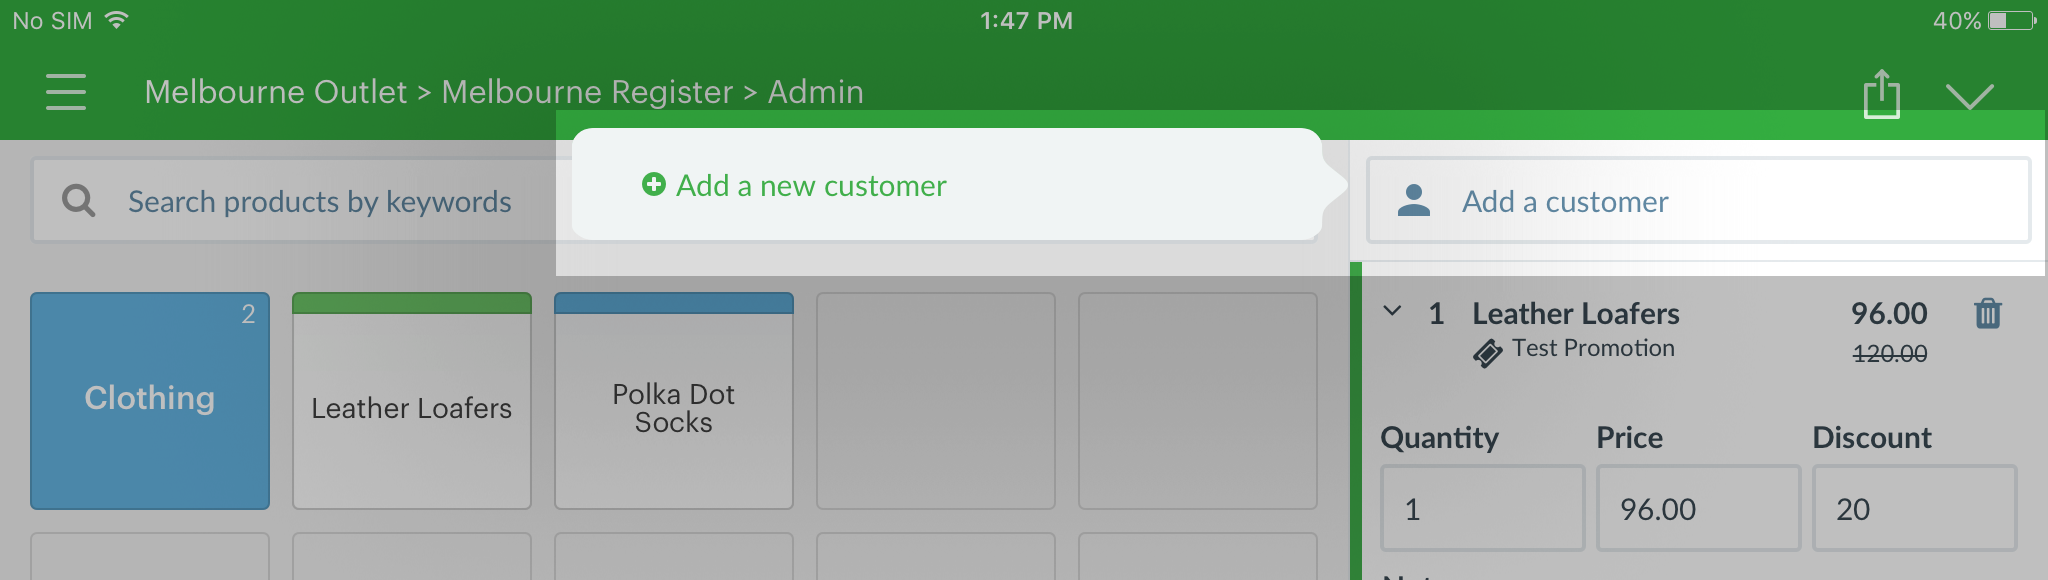 No SIM 1:47 PM 40%
Melbourne Outlet > Melbourne Register > Admin
Search products by keywords
Add a new customer
Add a customer
2
Clothing
Leather Loafers
Polka Dot
Socks
1 Leather Loafers 96.00
Test Promotion 120.00
Quantity Price Discount
1 96.00 20